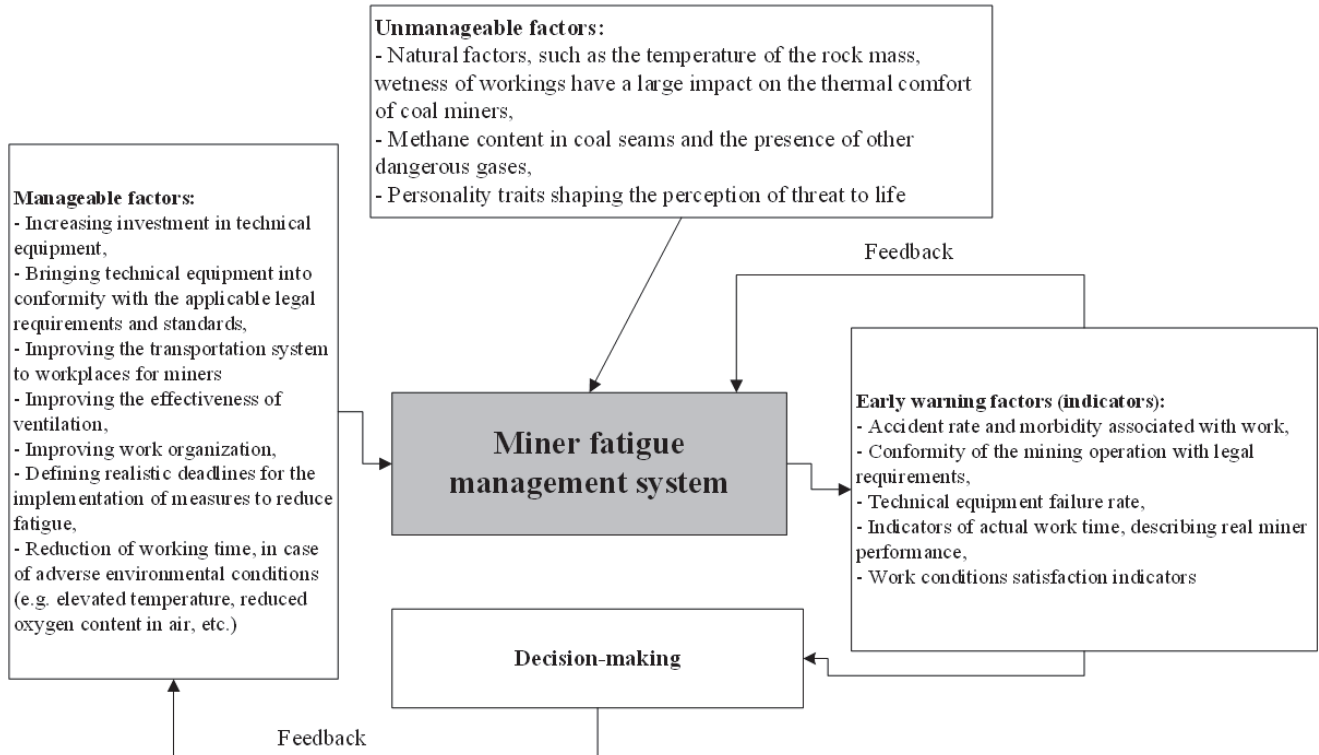 Unmanageable factors:
- Natural factors, such as the temperature of the rock mass,
wetness of workings have a large impact on the thermal comfort
of coal miners,
- Methane content in coal seams and the presence of other
dangerous gases,
- Personality traits shaping the perception of threat to life
Manageable factors:
- Increasing investment in technical
equipment,
- Bringing technical equipment into
conformity with the applicable legal
requirements and standards,
- Improving the transportation system
to workplaces for miners
- Improving the effectiveness of
ventilation,
- Improving work organization,
- Defining realistic deadlines for the
implementation of measures to reduce
fatigue,
- Reduction of working time, in case
of adverse environmental conditions
(e.g. elevated temperature, reduced
oxygen content in air, etc.)
Feedback
Miner fatigue
management system
Early warning factors (indicators):
- Accident rate and morbidity associated with work,
- Conformity of the mining operation with legal
requirements,
- Technical equipment failure rate,
- Indicators of actual work time, describing real miner
performance,
- Work conditions satisfaction indicators
Decision-making
Feedback